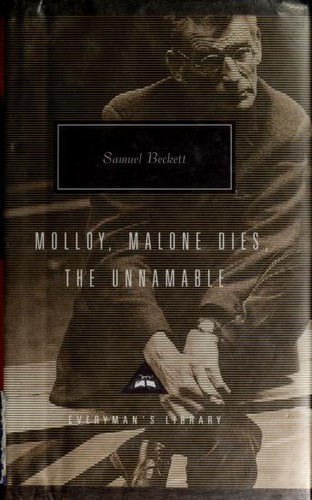 Samuel Beckett
MOLLOY, MALONE DIES,
THE UNNAMABLE
EVERYMAN'S LIBRARY